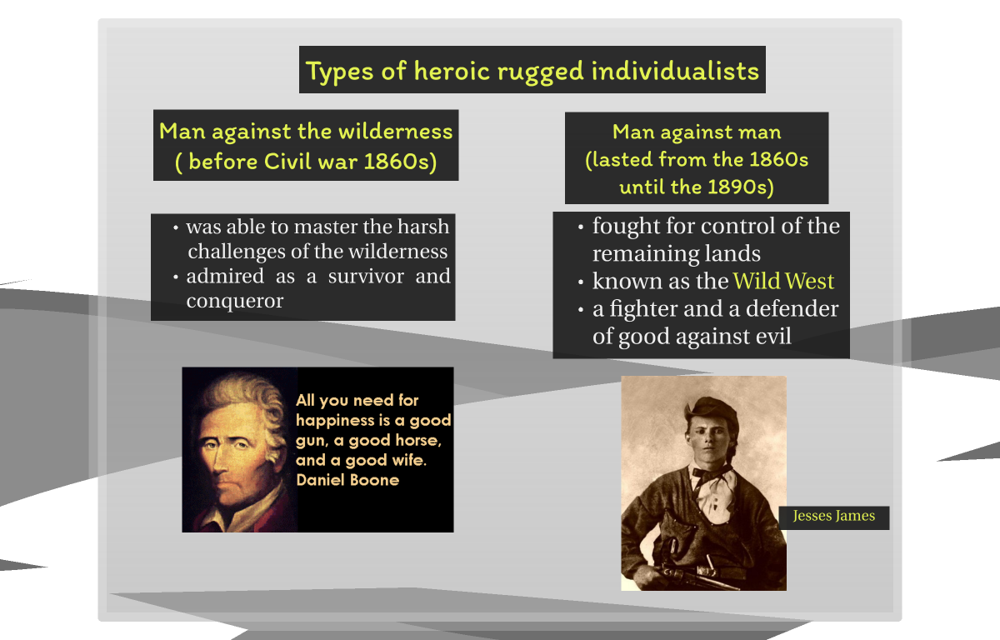 Types of heroic rugged individualists
Man against the wilderness
( before Civil war 1860s)
• was able to master the harsh
challenges of the wilderness
• admired as a survivor and
conqueror
All you need for
happiness is a good
gun, a good horse,
and a good wife.
Daniel Boone
Man against man
(lasted from the 1860s
until the 1890s)
• fought for control of the
remaining lands
• known as the Wild West
• a fighter and a defender
of good against evil
Jesses James